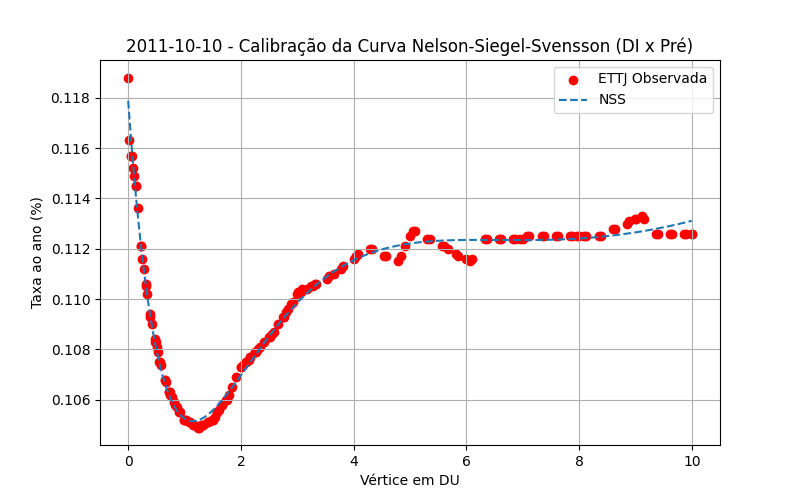 2011-10-10 - Calibração da Curva Nelson-Siegel-Svensson (DI x Pré)
ETTJ Observada
NSS
Taxa ao ano (%)
0.118
0.116
0.114
0.112
0.110
0.108
0.106
0 2 4 6 8 10
Vértice em DU